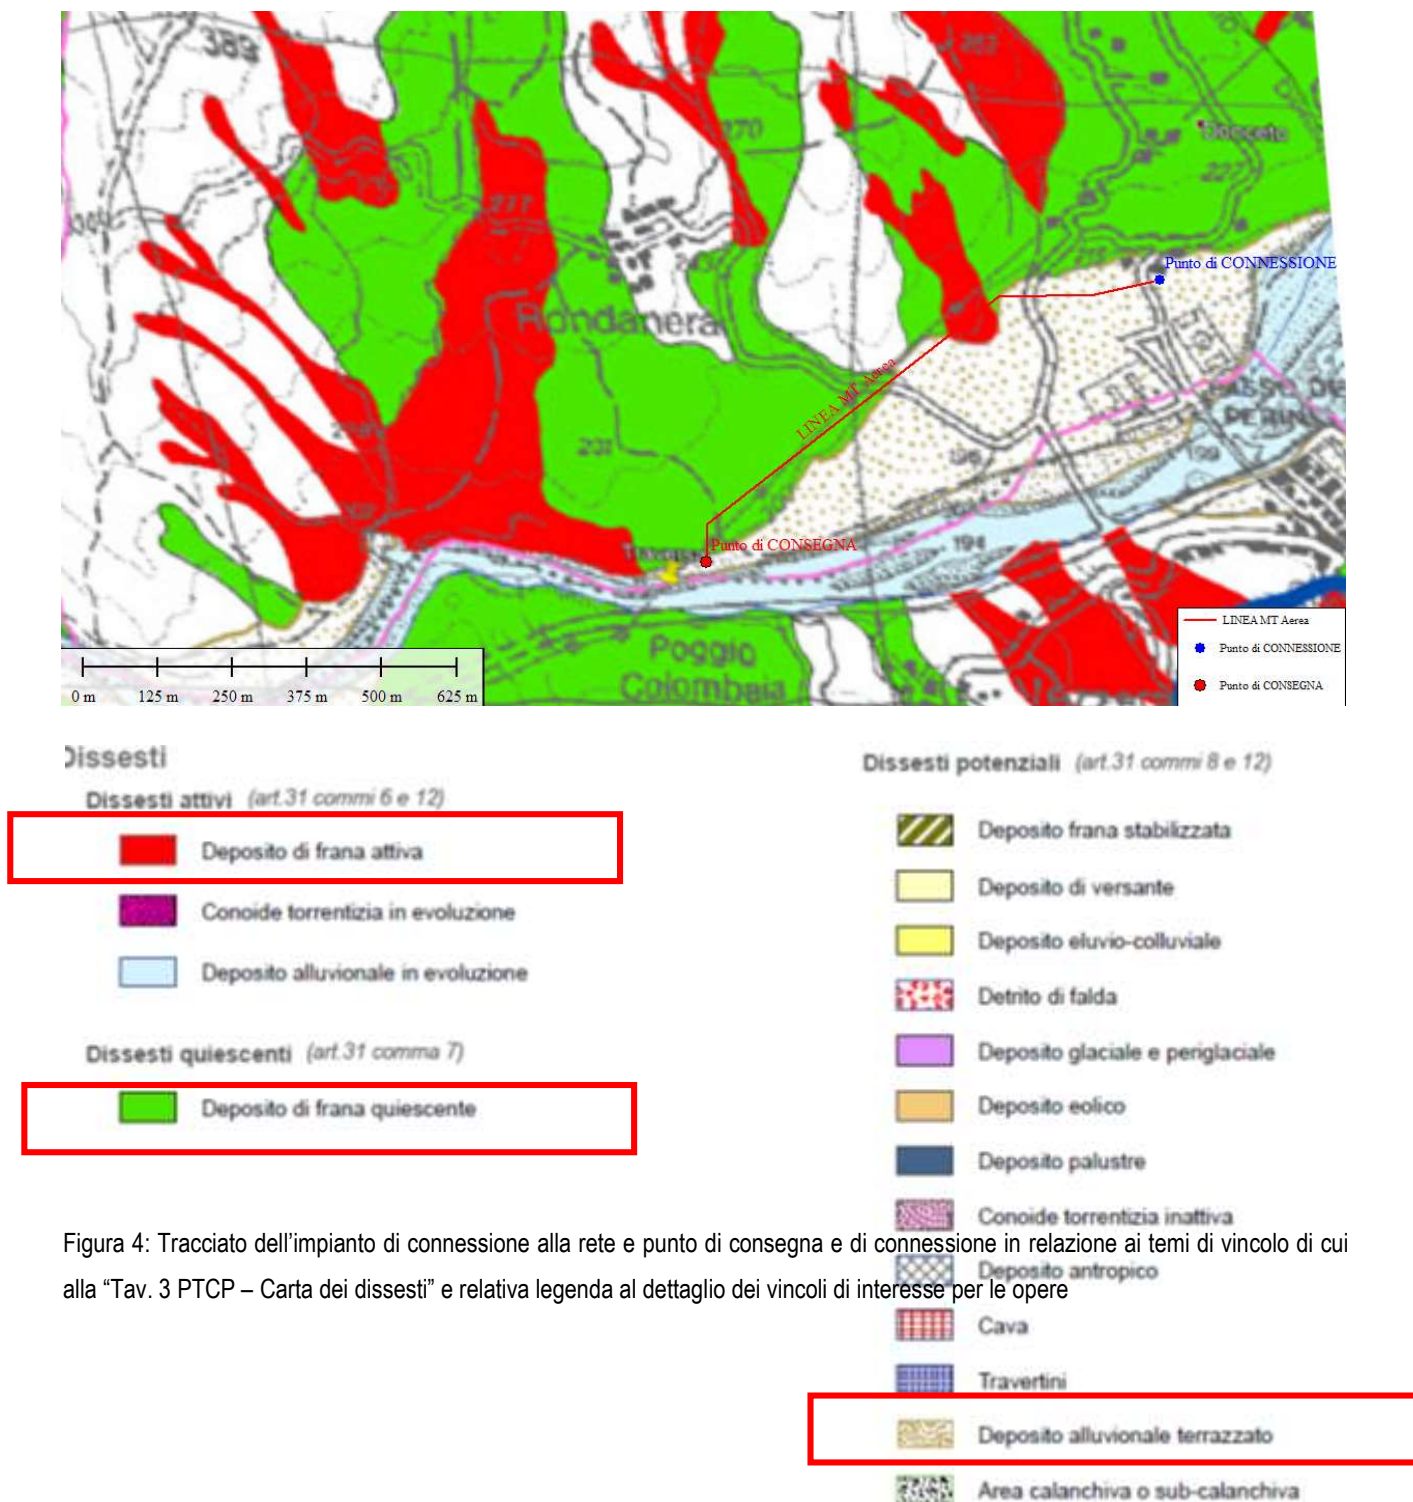 389
263
270
Donceto
227
237
Punto di CONNESSIONE
Rondanera
LINEA MT Aerea
231
Punto di CONSEGNA
199
194
Poggio
Colombaia
LINEA MT Aerea
Punto di CONNESSIONE
Punto di CONSEGNA
0 m 125 m 250 m 375 m 500 m 625 m
Dissesti
Dissesti attivi (art.31 commi 6 e 12)
Deposito di frana attiva
Conoide torrentizia in evoluzione
Deposito alluvionale in evoluzione
Dissesti quiescenti (art.31 comma 7)
Deposito di frana quiescente
Dissesti potenziali (art.31 commi 8 e 12)
Deposito frana stabilizzata
Deposito di versante
Deposito eluvio-colluviale
Detrito di falda
Deposito glaciale e periglaciale
Deposito eolico
Deposito palustre
Conoide torrentizia inattiva
Deposito antropico
Cava
Travertini
Deposito alluvionale terrazzato
Area calanchiva o sub-calanchiva
Figura 4: Tracciato dell'impianto di connessione alla rete e punto di consegna e di connessione in relazione ai temi di vincolo di cui
alla “Tav. 3 PTCP – Carta dei dissesti” e relativa legenda al dettaglio dei vincoli di interesse per le opere